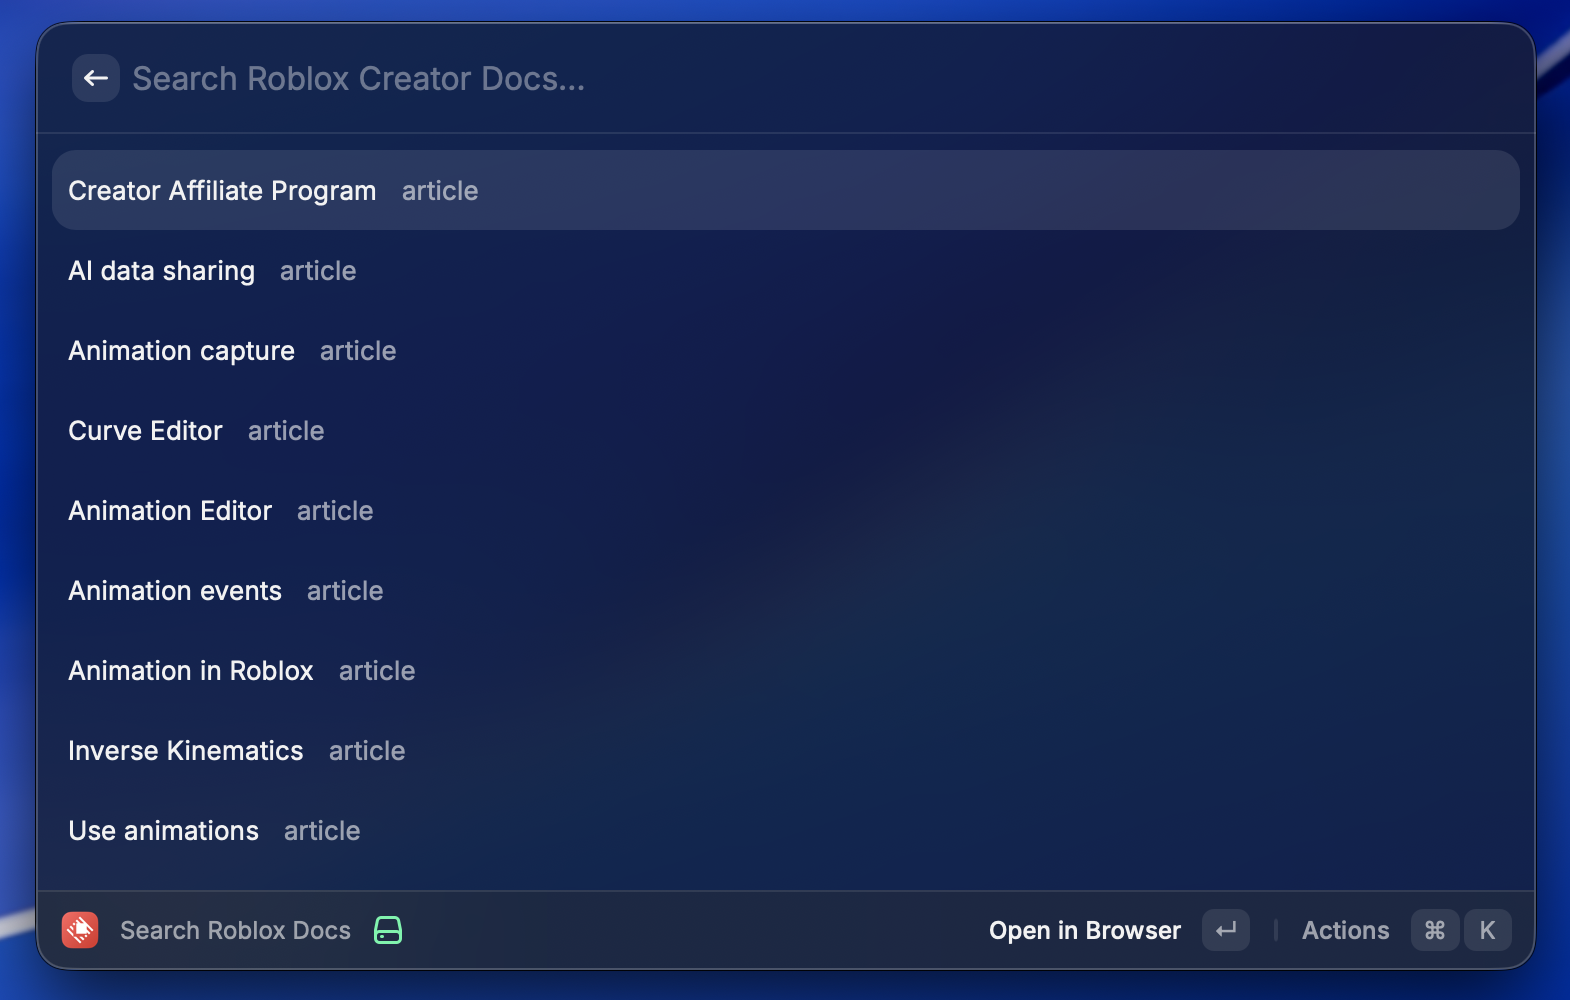 Search Roblox Creator Docs...
Creator Affiliate Program article
AI data sharing article
Animation capture article
Curve Editor article
Animation Editor article
Animation events article
Animation in Roblox article
Inverse Kinematics article
Use animations article
Search Roblox Docs Open in Browser Actions ⌘ K